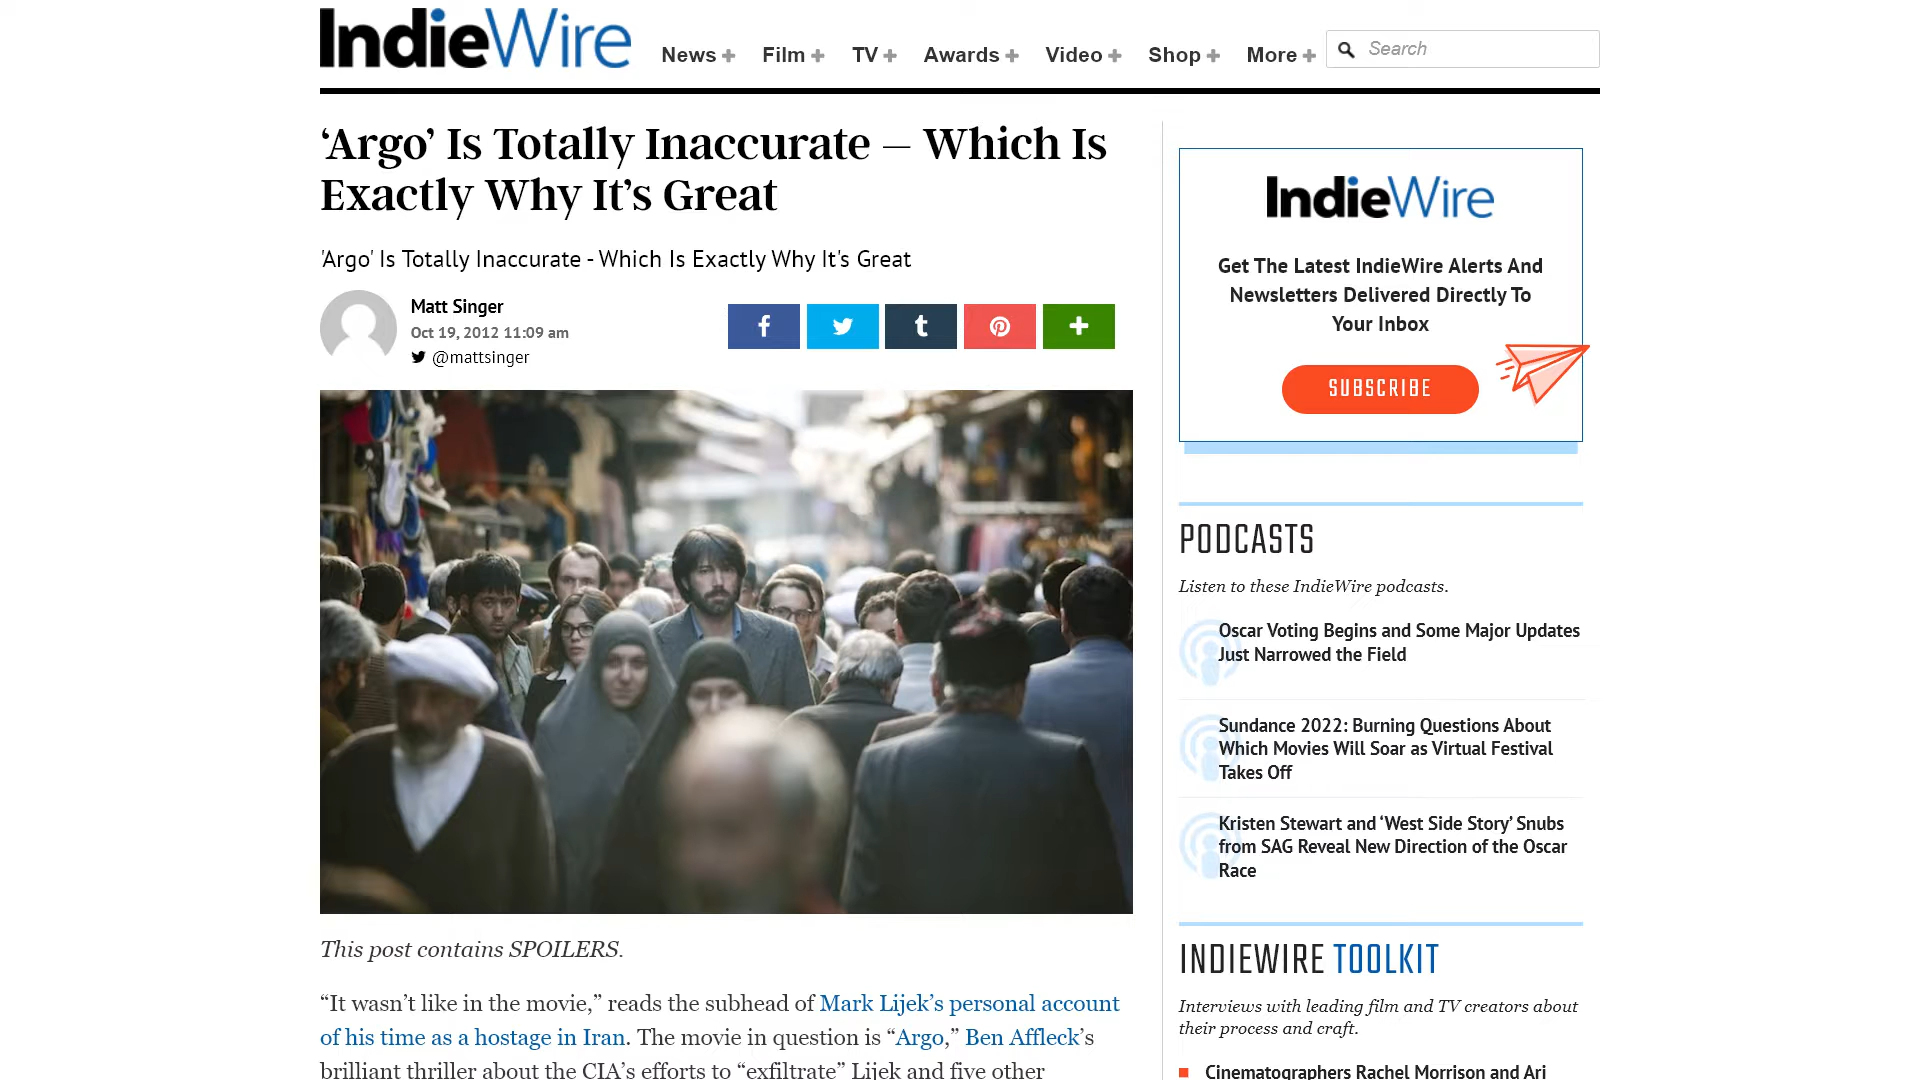 IndieWire
News
Film
TV
Awards
Video
Shop
More
Search
‘Argo’ Is Totally Inaccurate – Which Is
Exactly Why It’s Great
'Argo' Is Totally Inaccurate - Which Is Exactly Why It's Great
Matt Singer
Oct 19, 2012 11:09 am
@mattsinger
This post contains SPOILERS.
“It wasn’t like in the movie,” reads the subhead of Mark Lijek’s personal account
of his time as a hostage in Iran. The movie in question is “Argo,” Ben Affleck’s
brilliant thriller about the CIA’s efforts to “exfiltrate” Lijek and five other
IndieWire
Get The Latest IndieWire Alerts And
Newsletters Delivered Directly To
Your Inbox
SUBSCRIBE
PODCASTS
Listen to these IndieWire podcasts.
Oscar Voting Begins and Some Major Updates
Just Narrowed the Field
Sundance 2022: Burning Questions About
Which Movies Will Soar as Virtual Festival
Takes Off
Kristen Stewart and ‘West Side Story’ Snubs
from SAG Reveal New Direction of the Oscar
Race
INDIEWIRE TOOLKIT
Interviews with leading film and TV creators about
their process and craft.
Cinematographers Rachel Morrison and Ari